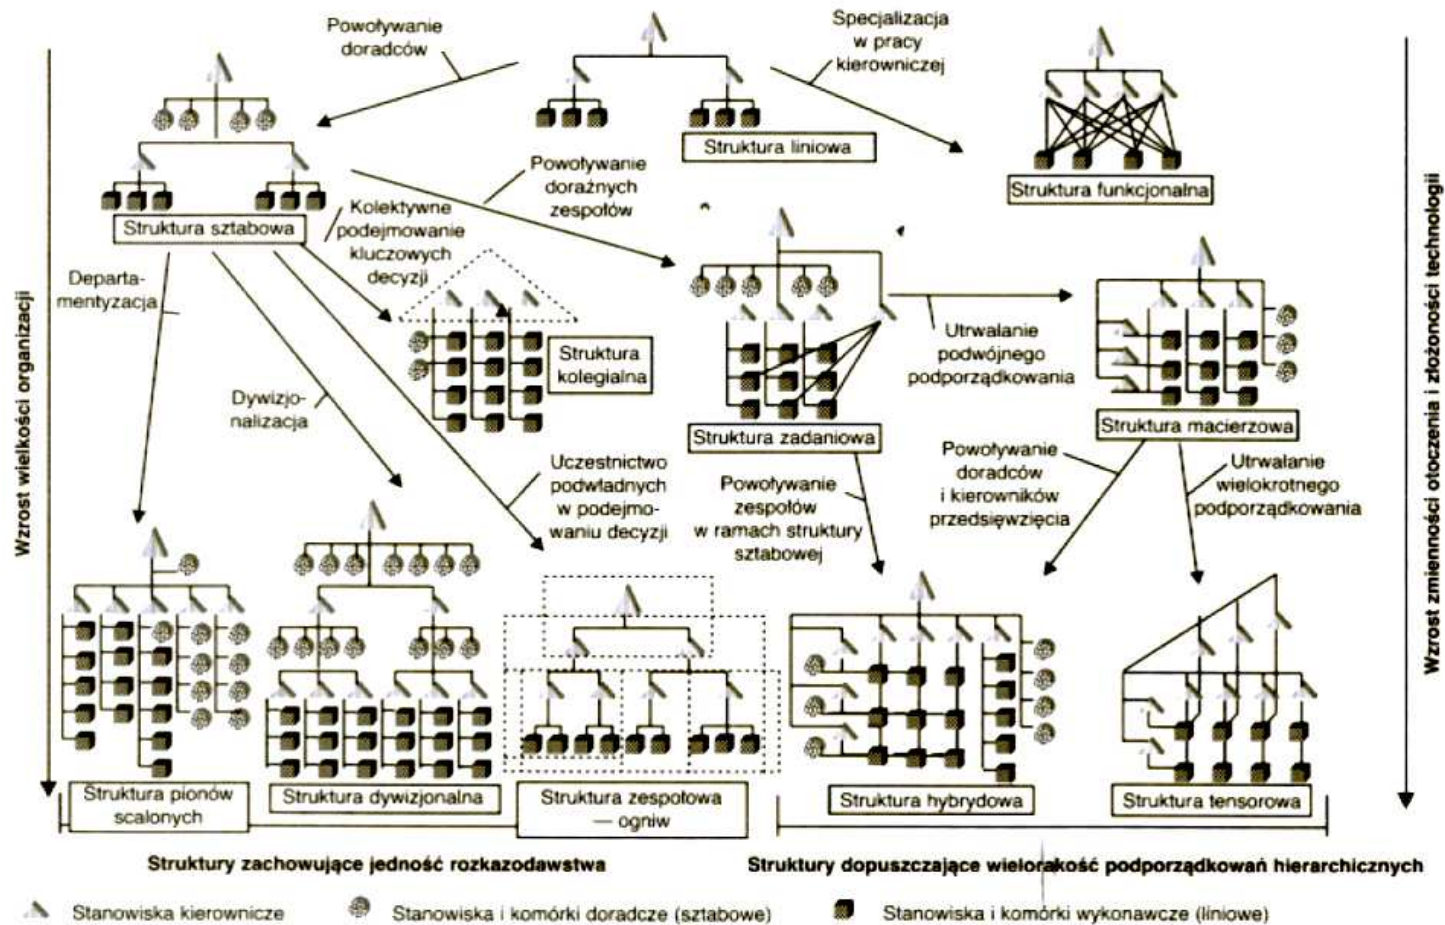 Powoływanie
doradców
Specjalizacja
w pracy
kierowniczej
Struktura liniowa
Struktura funkcjonalna
Struktura sztabowa
Powoływanie
doraźnych
zespołów
Kolektywne
podejmowanie
kluczowych
decyzji
Departa-
mentyzacja
Dywizjo-
nalizacja
Struktura
kolegialna
Struktura zadaniowa
Utrwalanie
podwójnego
podporządkowania
Struktura macierzowa
Uczestnictwo
podwładnych
w podejmo-
waniu decyzji
Powoływanie
zespołów
w ramach struktury
sztabowej
Powoływanie
doradców
i kierowników
przedsięwzięcia
Utrwalanie
wielokrotnego
podporządkowania
Wzrost wielkości organizacji
Wzrost zmienności otoczenia i złożoności technologii
Struktura pionów
scalonych
Struktura dywizjonalna
Struktura zespołowa
— ogniw
Struktura hybrydowa
Struktura tensorowa
Struktury zachowujące jedność rozkazodawstwa
Struktury dopuszczające wielorakość podporządkowań hierarchicznych
Stanowiska kierownicze
Stanowiska i komórki doradcze (sztabowe)
Stanowiska i komórki wykonawcze (liniowe)